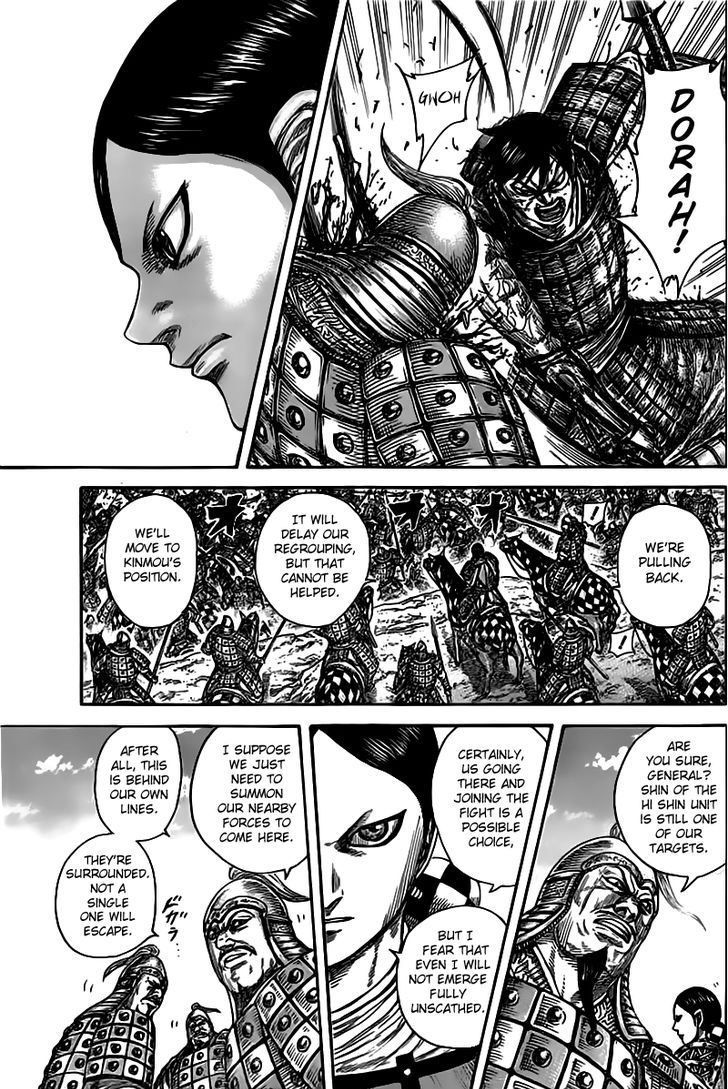 DORAH!
GWOH
WE'RE
PULLING
BACK.
IT WILL
DELAY OUR
REGROUPING,
BUT THAT
CANNOT BE
HELPED.
WE'LL
MOVE TO
KINMOU'S
POSITION.
オ
オ
オ
ARE
YOU SURE,
GENERAL?
SHIN OF THE
HI SHIN UNIT
IS STILL ONE
OF OUR
TARGETS.
CERTAINLY,
US GOING
THERE AND
JOINING THE
FIGHT IS A
POSSIBLE
CHOICE,
BUT I
FEAR THAT
EVEN I WILL
NOT EMERGE
FULLY
UNSCATHED.
I SUPPOSE
WE JUST
NEED TO
SUMMON
OUR NEARBY
FORCES TO
COME HERE.
AFTER
ALL, THIS
IS BEHIND
OUR OWN
LINES.
THEY'RE
SURROUNDED.
NOT A
SINGLE
ONE WILL
ESCAPE.